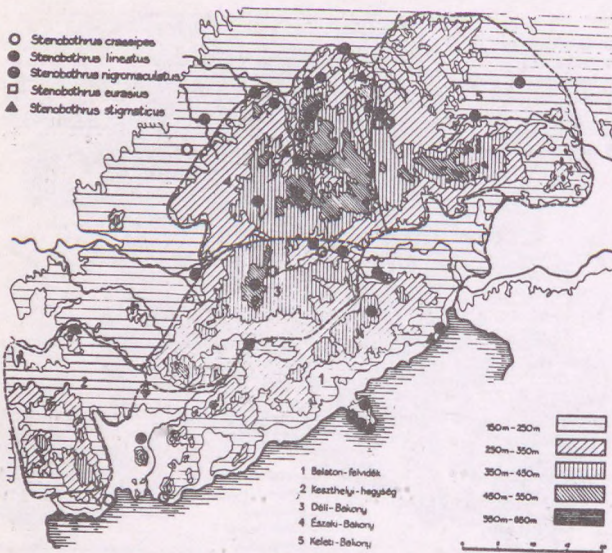 Stenobothrus crassipes
Stenobothrus lineatus
Stenobothrus nigromaculatus
Stenobothrus eurasius
Stenobothrus stigmaticus
5
4
3
2
1
1 Balaton-felvidék
2 Keszthelyi-hegység
3 Déli-Bakony
4 Északi-Bakony
5 Keleti-Bakony
150m-250m
250m-350m
350m-450m
450m-550m
550m-650m